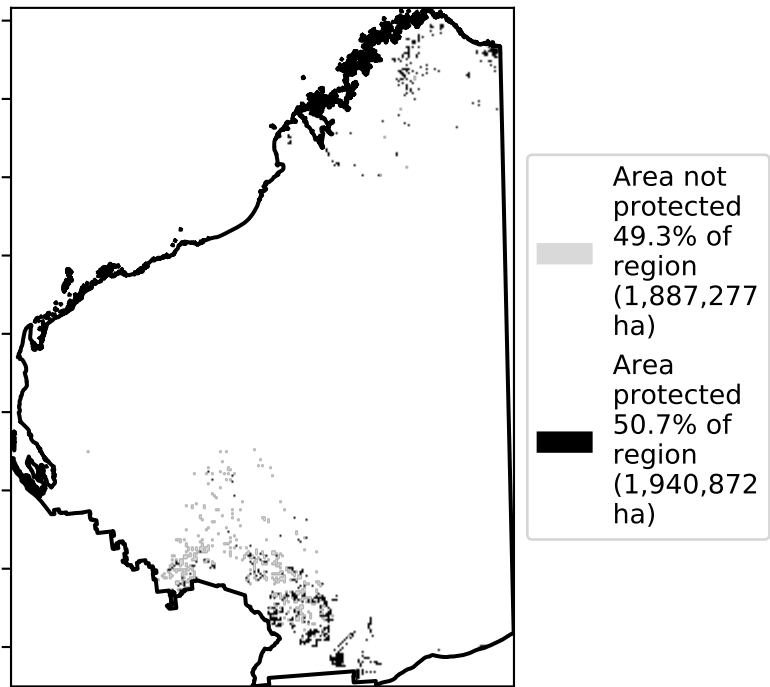 Area not
protected
49.3% of
region
(1,887,277
ha)
Area
protected
50.7% of
region
(1,940,872
ha)